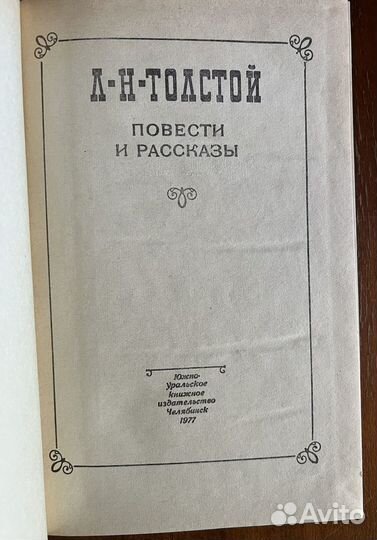 Л-Н-ТОЛСТОЙ
ПОВЕСТИ
И РАССКАЗЫ
Южно-
Уральское
книжное
издательство
Челябинск
1977
Avito